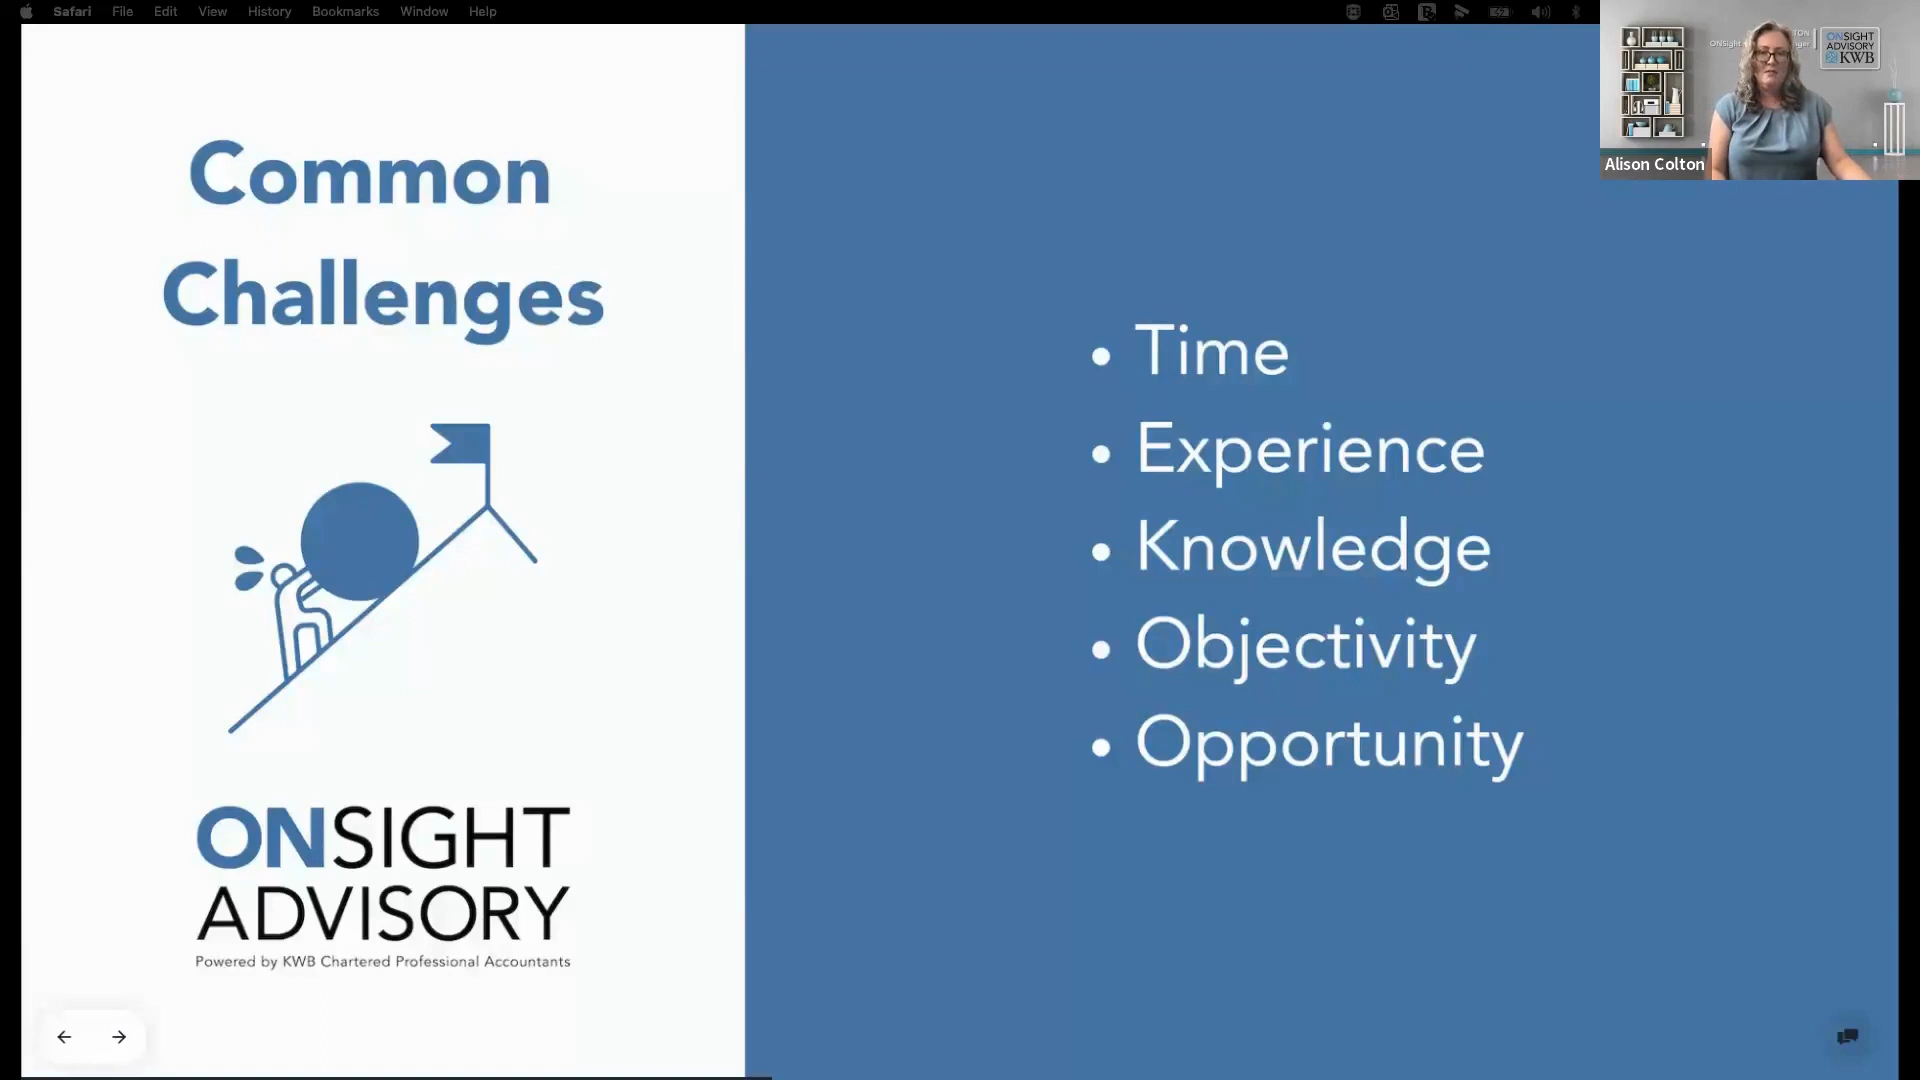 Safari File Edit View History Bookmarks Window Help
ONSIGHT
ADVISORY
KWB
Alison Colton
Common
Challenges
• Time
• Experience
• Knowledge
• Objectivity
• Opportunity
ONSIGHT
ADVISORY
Powered by KWB Chartered Professional Accountants